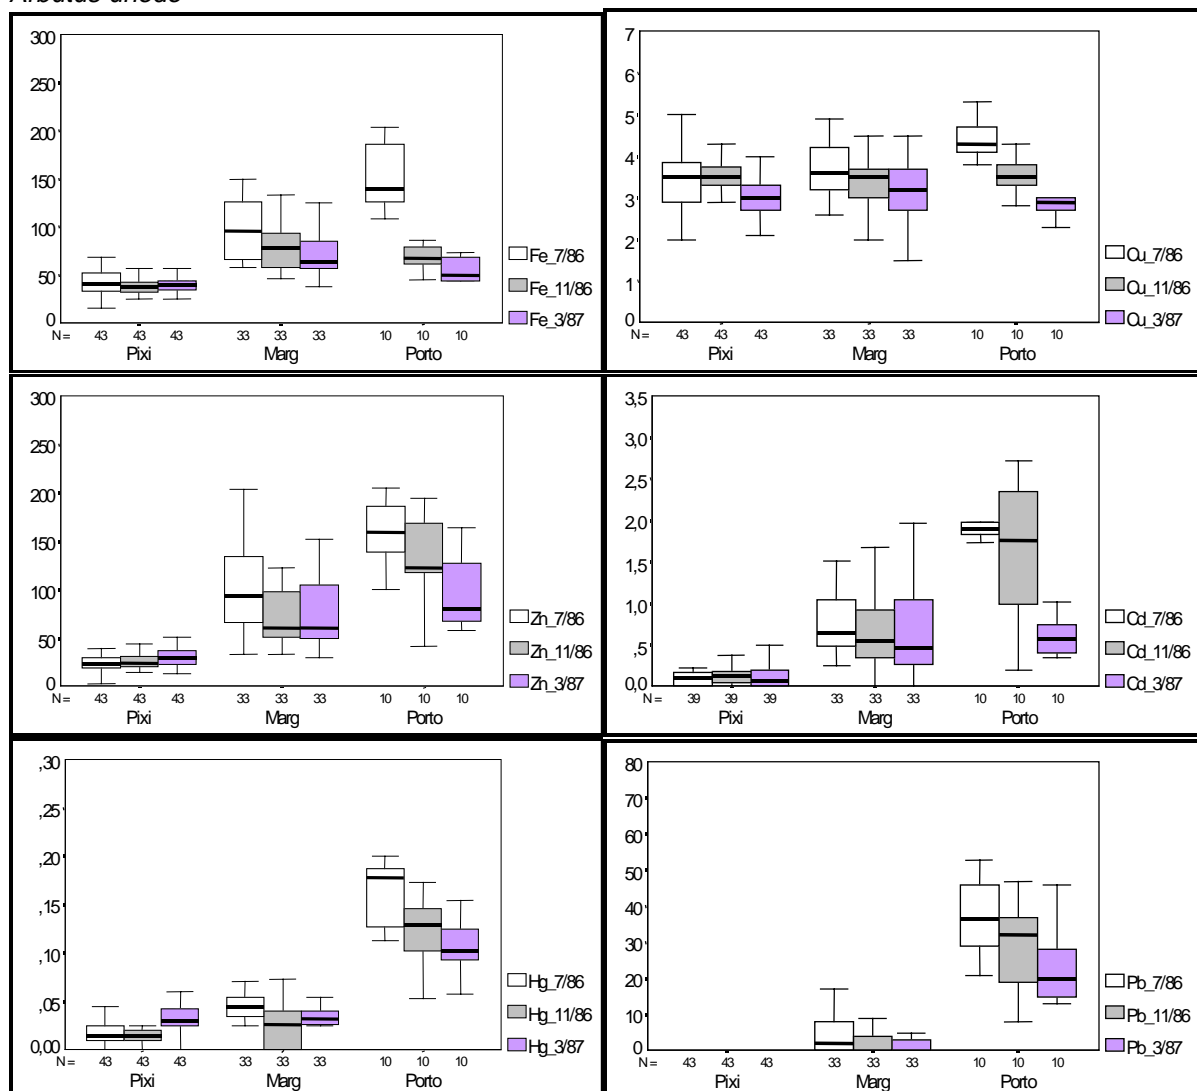 Arbutus unedo
300
250
200
150
100
50
0
N = 43 43 43 33 33 33 10 10 10
Pixi Marg Porto
Fe_7/86
Fe_11/86
Fe_3/87
7
6
5
4
3
2
1
0
N = 43 43 43 33 33 33 10 10 10
Pixi Marg Porto
Cu_7/86
Cu_11/86
Cu_3/87
300
250
200
150
100
50
0
N = 43 43 43 33 33 33 10 10 10
Pixi Marg Porto
Zn_7/86
Zn_11/86
Zn_3/87
3,5
3,0
2,5
2,0
1,5
1,0
,5
0,0
N = 39 39 39 33 33 33 10 10 10
Pixi Marg Porto
Cd_7/86
Cd_11/86
Cd_3/87
,30
,25
,20
,15
,10
,05
0,00
N = 43 43 43 33 33 33 10 10 10
Pixi Marg Porto
Hg_7/86
Hg_11/86
Hg_3/87
80
70
60
50
40
30
20
10
0
N = 43 43 43 33 33 33 10 10 10
Pixi Marg Porto
Pb_7/86
Pb_11/86
Pb_3/87